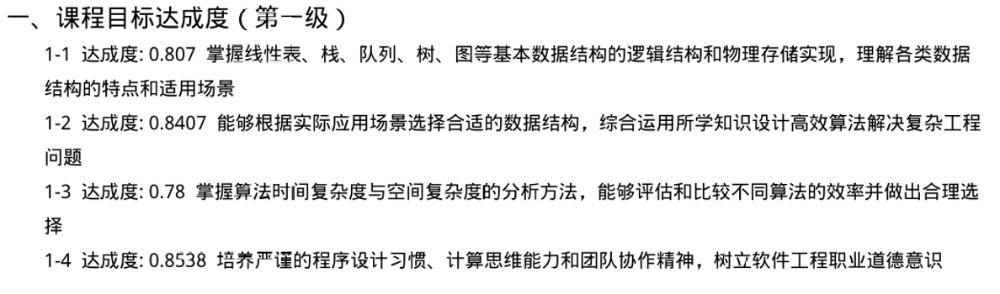 一、课程目标达成度（第一级）
1-1 达成度: 0.807 掌握线性表、栈、队列、树、图等基本数据结构的逻辑结构和物理存储实现，理解各类数据
结构的特点和适用场景
1-2 达成度: 0.8407 能够根据实际应用场景选择合适的数据结构，综合运用所学知识设计高效算法解决复杂工程
问题
1-3 达成度: 0.78 掌握算法时间复杂度与空间复杂度的分析方法，能够评估和比较不同算法的效率并做出合理选
择
1-4 达成度: 0.8538 培养严谨的程序设计习惯、计算思维能力和团队协作精神，树立软件工程职业道德意识